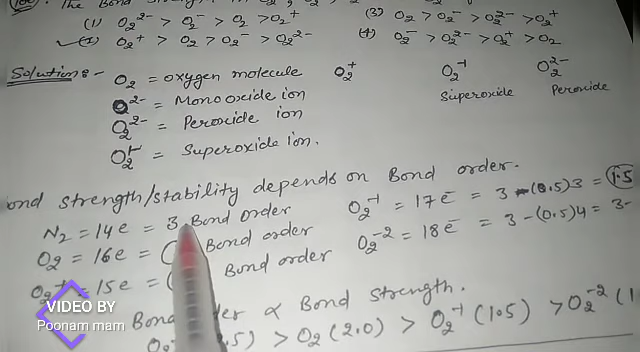 The Bond Strength in O2,
(1) O2^2- > O2^- > O2 > O2^+ (3) O2 > O2^- > O2^2- > O2^+
(2) O2^+ > O2 > O2^- > O2^2- (4) O2^- > O2^2- > O2^+ > O2
Solution:- O2 = oxygen molecule O2^+ O2^-1 O2^2-
O^2- = Monooxide ion Superoxide Peroxide
O2^2- = Peroxide ion
O2^1- = Superoxide ion.
ond strength/stability depends on Bond order.
N2 = 14e = 3 Bond order O2^-1 = 17e- = 3-(0.5)3 = 1.5
O2 = 16e = Bond order O2^-2 = 18e- = 3-(0.5)4 = 3-
O2^+ = 15e = Bond order
Bond der ∝ Bond strength.
.5) > O2 (2.0) > O2^-1 (1.5) > O2^-2 (1
VIDEO BY
Poonam mam